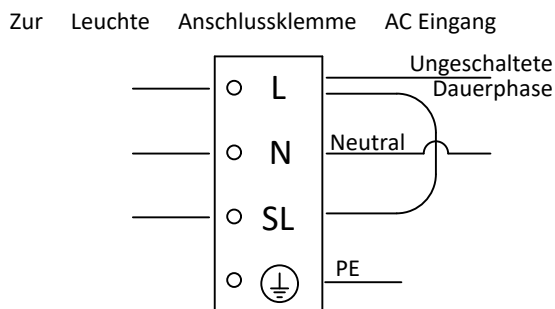 Zur Leuchte Anschlussklemme AC Eingang
Ungeschaltete
Dauerphase
L
N
Neutral
SL
PE